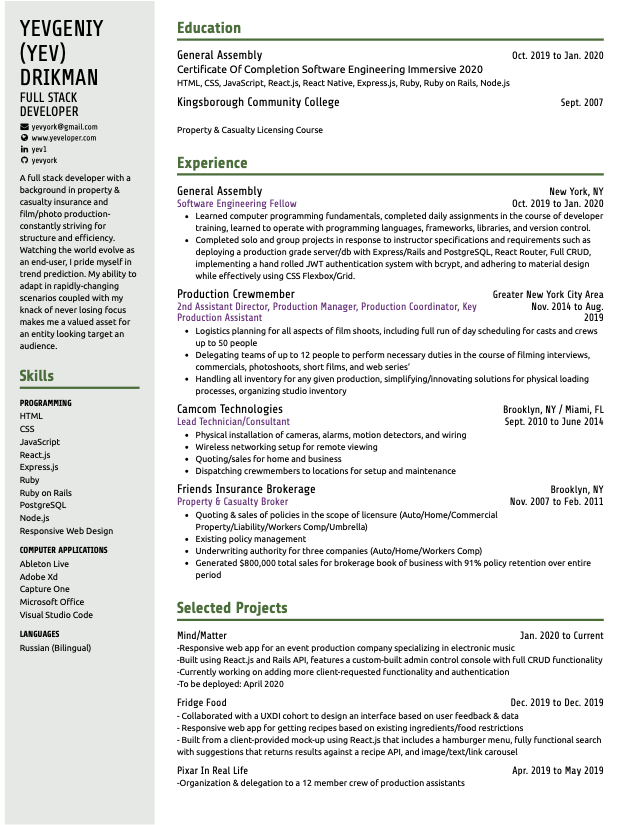 YEVGENIY
(YEV)
DRIKMAN
FULL STACK
DEVELOPER
yevyork@gmail.com
www.yeveloper.com
yev1
yevyork
A full stack developer with a
background in property &
casualty insurance and
film/photo production-
constantly striving for
structure and efficiency.
Watching the world evolve as
an end-user, I pride myself in
trend prediction. My ability to
adapt in rapidly-changing
scenarios coupled with my
knack of never losing focus
makes me a valued asset for
an entity looking target an
audience.
Skills
PROGRAMMING
HTML
CSS
JavaScript
React.js
Express.js
Ruby
Ruby on Rails
PostgreSQL
Node.js
Responsive Web Design
COMPUTER APPLICATIONS
Ableton Live
Adobe Xd
Capture One
Microsoft Office
Visual Studio Code
LANGUAGES
Russian (Bilingual)
Education
General Assembly Oct. 2019 to Jan. 2020
Certificate Of Completion Software Engineering Immersive 2020
HTML, CSS, JavaScript, React.js, React Native, Express.js, Ruby, Ruby on Rails, Node.js
Kingsborough Community College Sept. 2007
Property & Casualty Licensing Course
Experience
General Assembly New York, NY
Software Engineering Fellow Oct. 2019 to Jan. 2020
• Learned computer programming fundamentals, completed daily assignments in the course of developer
training, learned to operate with programming languages, frameworks, libraries, and version control.
• Completed solo and group projects in response to instructor specifications and requirements such as
deploying a production grade server/db with Express/Rails and PostgreSQL, React Router, Full CRUD,
implementing a hand rolled JWT authentication system with bcrypt, and adhering to material design
while effectively using CSS Flexbox/Grid.
Production Crewmember Greater New York City Area
2nd Assistant Director, Production Manager, Production Coordinator, Key Nov. 2014 to Aug.
Production Assistant 2019
• Logistics planning for all aspects of film shoots, including full run of day scheduling for casts and crews
up to 50 people
• Delegating teams of up to 12 people to perform necessary duties in the course of filming interviews,
commercials, photoshoots, short films, and web series'
• Handling all inventory for any given production, simplifying/innovating solutions for physical loading
processes, organizing studio inventory
Camcom Technologies Brooklyn, NY / Miami, FL
Lead Technician/Consultant Sept. 2010 to June 2014
• Physical installation of cameras, alarms, motion detectors, and wiring
• Wireless networking setup for remote viewing
• Quoting/sales for home and business
• Dispatching crewmembers to locations for setup and maintenance
Friends Insurance Brokerage Brooklyn, NY
Property & Casualty Broker Nov. 2007 to Feb. 2011
• Quoting & sales of policies in the scope of licensure (Auto/Home/Commercial
Property/Liability/Workers Comp/Umbrella)
• Existing policy management
• Underwriting authority for three companies (Auto/Home/Workers Comp)
• Generated $800,000 total sales for brokerage book of business with 91% policy retention over entire
period
Selected Projects
Mind/Matter Jan. 2020 to Current
-Responsive web app for an event production company specializing in electronic music
-Built using React.js and Rails API, features a custom-built admin control console with full CRUD functionality
-Currently working on adding more client-requested functionality and authentication
-To be deployed: April 2020
Fridge Food Dec. 2019 to Dec. 2019
- Collaborated with a UXDI cohort to design an interface based on user feedback & data
- Responsive web app for getting recipes based on existing ingredients/food restrictions
- Built from a client-provided mock-up using React.js that includes a hamburger menu, fully functional search
with suggestions that returns results against a recipe API, and image/text/link carousel
Pixar In Real Life Apr. 2019 to May 2019
-Organization & delegation to a 12 member crew of production assistants